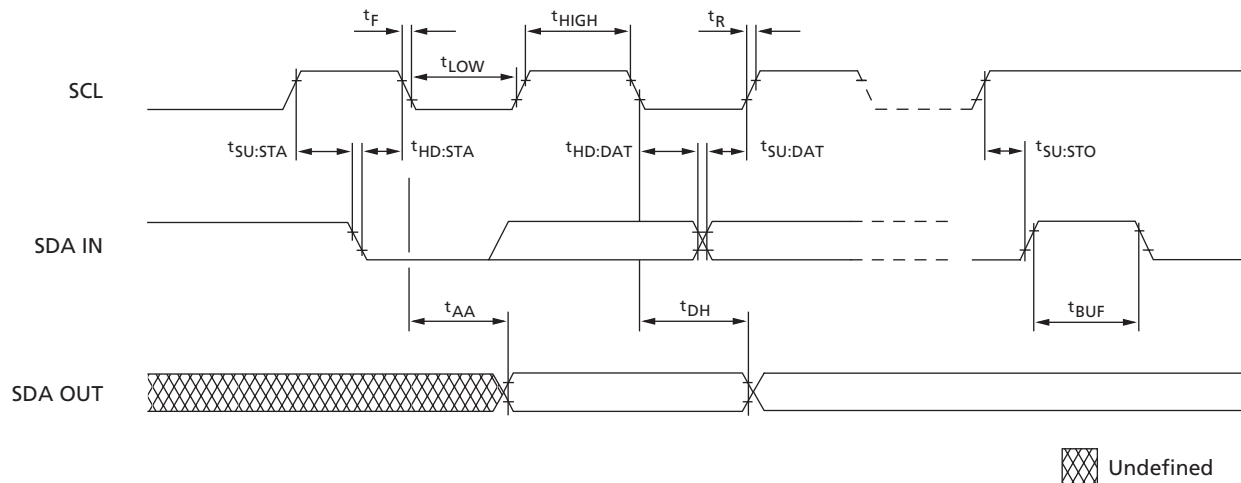 tF
tHIGH
tR
tLOW
SCL
tSU:STA
tHD:STA
tHD:DAT
tSU:DAT
tSU:STO
SDA IN
tAA
tDH
tBUF
SDA OUT
Undefined